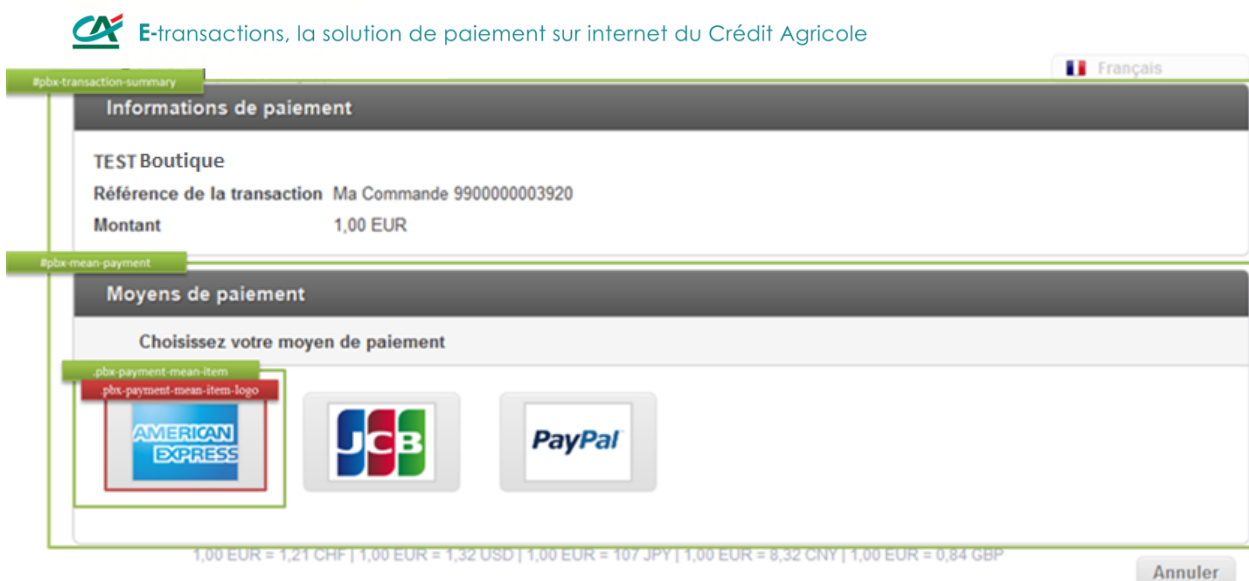 E-transactions, la solution de paiement sur internet du Crédit Agricole
Français
#pbx-transaction-summary
Informations de paiement
TEST Boutique
Référence de la transaction Ma Commande 9900000003920
Montant 1,00 EUR
#pbx-mean-payment
Moyens de paiement
Choisissez votre moyen de paiement
.pbx-payment-mean-item
.pbx-payment-mean-item-logo
AMERICAN
EXPRESS
JCB
PayPal
1,00 EUR = 1,21 CHF | 1,00 EUR = 1,32 USD | 1,00 EUR = 107 JPY | 1,00 EUR = 8,32 CNY | 1,00 EUR = 0,84 GBP
Annuler